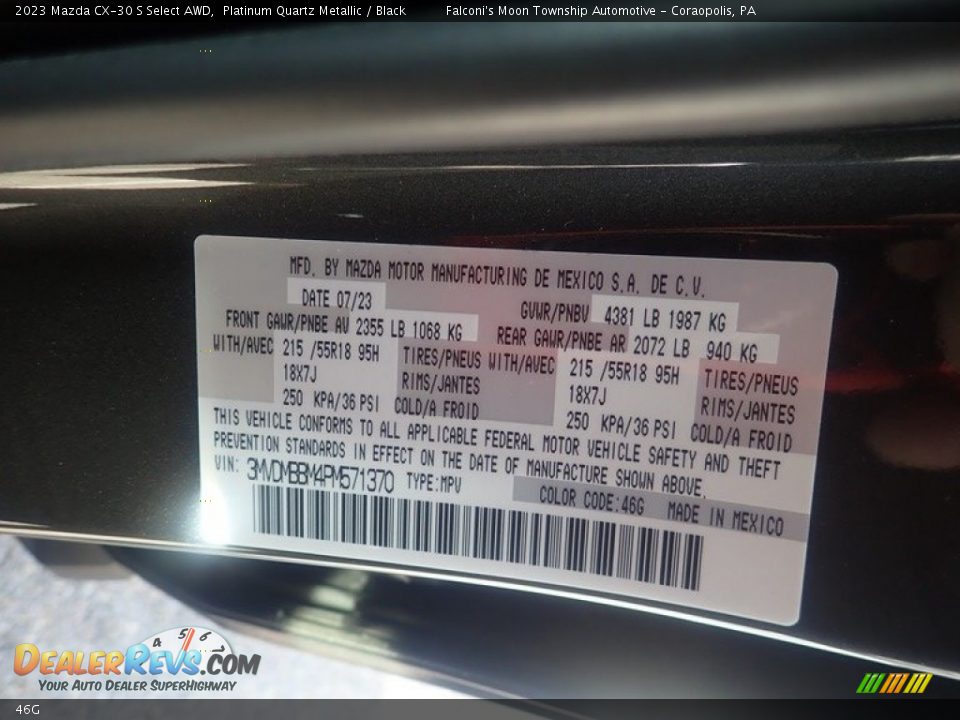 2023 Mazda CX-30 S Select AWD, Platinum Quartz Metallic / Black Falconi's Moon Township Automotive - Coraopolis, PA
MFD. BY MAZDA MOTOR MANUFACTURING DE MEXICO S.A. DE C.V.
DATE 07/23 GVWR/PNBV 4381 LB 1987 KG
FRONT GAWR/PNBE AV 2355 LB 1068 KG REAR GAWR/PNBE AR 2072 LB 940 KG
WITH/AVEC 215 /55R18 95H TIRES/PNEUS WITH/AVEC 215 /55R18 95H TIRES/PNEUS
18X7J RIMS/JANTES 18X7J RIMS/JANTES
250 KPA/36 PSI COLD/A FROID 250 KPA/36 PSI COLD/A FROID
THIS VEHICLE CONFORMS TO ALL APPLICABLE FEDERAL MOTOR VEHICLE SAFETY AND THEFT
PREVENTION STANDARDS IN EFFECT ON THE DATE OF MANUFACTURE SHOWN ABOVE.
VIN: 3MVDMBBM4PM571370 TYPE:MPV
COLOR CODE:46G MADE IN MEXICO
4 5 6
DEALERREVS.COM
YOUR AUTO DEALER SUPERHIGHWAY
46G